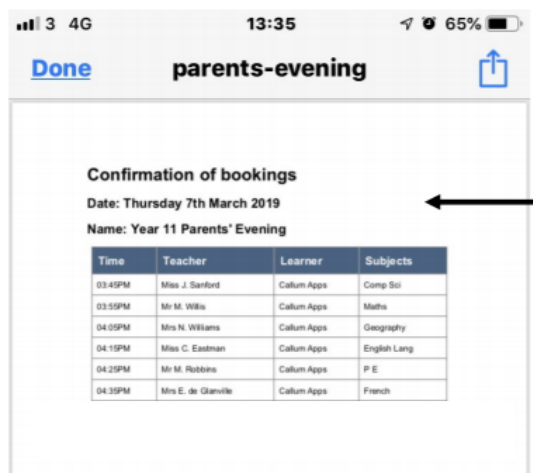 3 4G 13:35 65%
Done parents-evening
Confirmation of bookings
Date: Thursday 7th March 2019
Name: Year 11 Parents' Evening
Time Teacher Learner Subjects
03:45PM Miss J. Sanford Callum Apps Comp Sci
03:55PM Mr M. Willis Callum Apps Maths
04:05PM Mrs N. Williams Callum Apps Geography
04:15PM Miss C. Eastman Callum Apps English Lang
04:25PM Mr M. Robbins Callum Apps P E
04:35PM Mrs E. de Glanville Callum Apps French